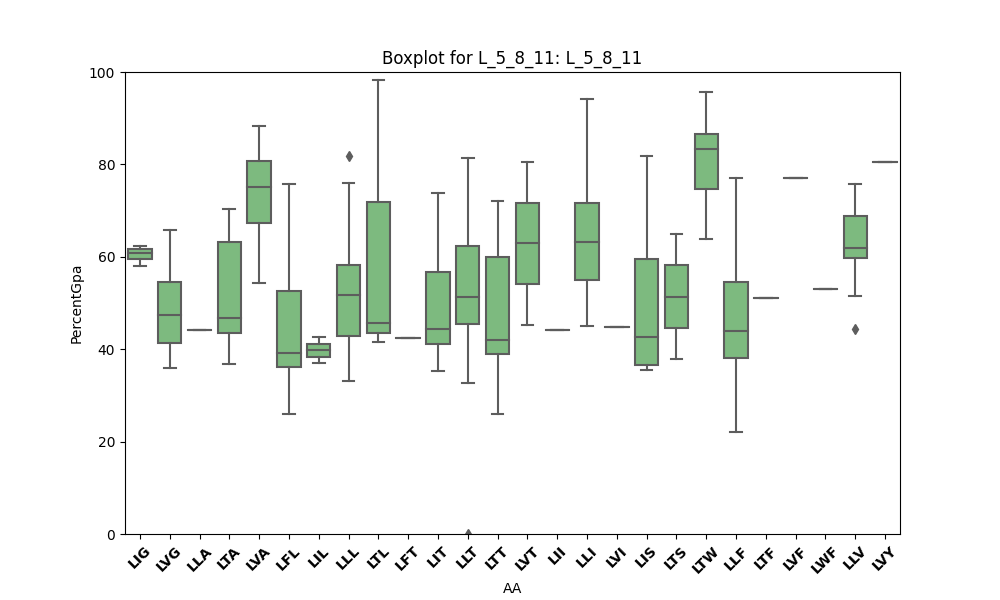 Boxplot for L_5_8_11: L_5_8_11
100
80
60
40
20
0
PercentGpa
LIG LVG LLA LTA LVA LFL LIL LLL LTL LFT LIT LLT LTT LVT LII LLI LVI LIS LTS LTW LLF LTF LVF LWF LLV LVY
AA